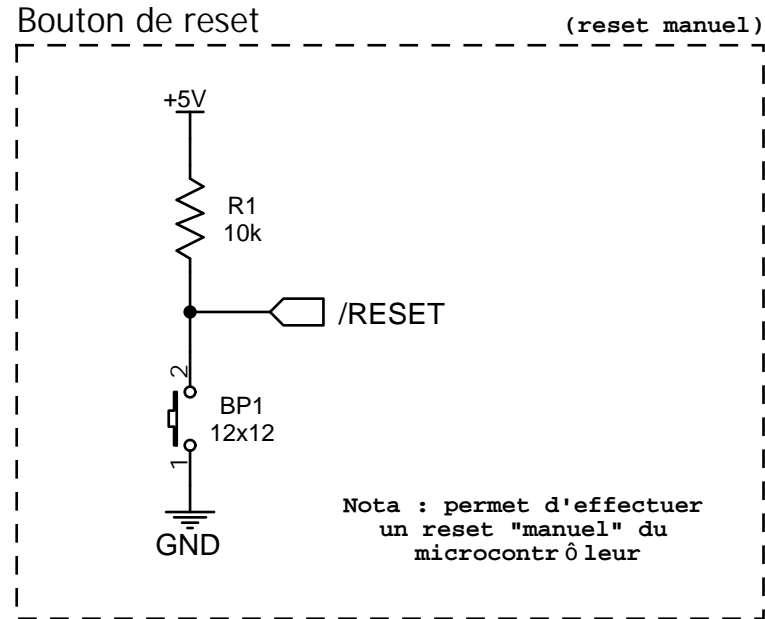 Bouton de reset (reset manuel)
+5V
R1
10k
/RESET
2
BP1
12x12
1
GND
Nota : permet d'effectuer
un reset "manuel" du
microcontrôleur